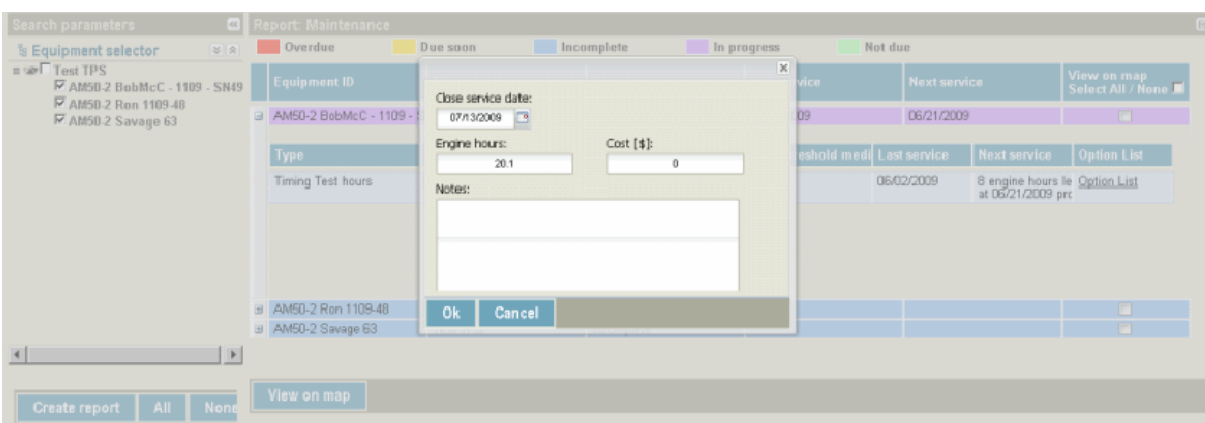 Search parameters
Report: Maintenance
Equipment selector
Overdue
Due soon
Incomplete
In progress
Not due
Test TPS
AM50-2 BobMcC - 1109 - SN49
AM50-2 Ron 1109-48
AM50-2 Savage 63
Equipment ID
Next service
View on map
Select All / None
AM50-2 BobMcC - 1109 -
06/21/2009
Type
Last service
Next service
Option List
Timing Test hours
06/02/2009
8 engine hours lle
at 06/21/2009 prc
Option List
Close service date:
07/13/2009
Engine hours:
Cost [$]:
20.1
0
Notes:
Ok
Cancel
AM50-2 Ron 1109-48
AM50-2 Savage 63
Create report
All
None
View on map